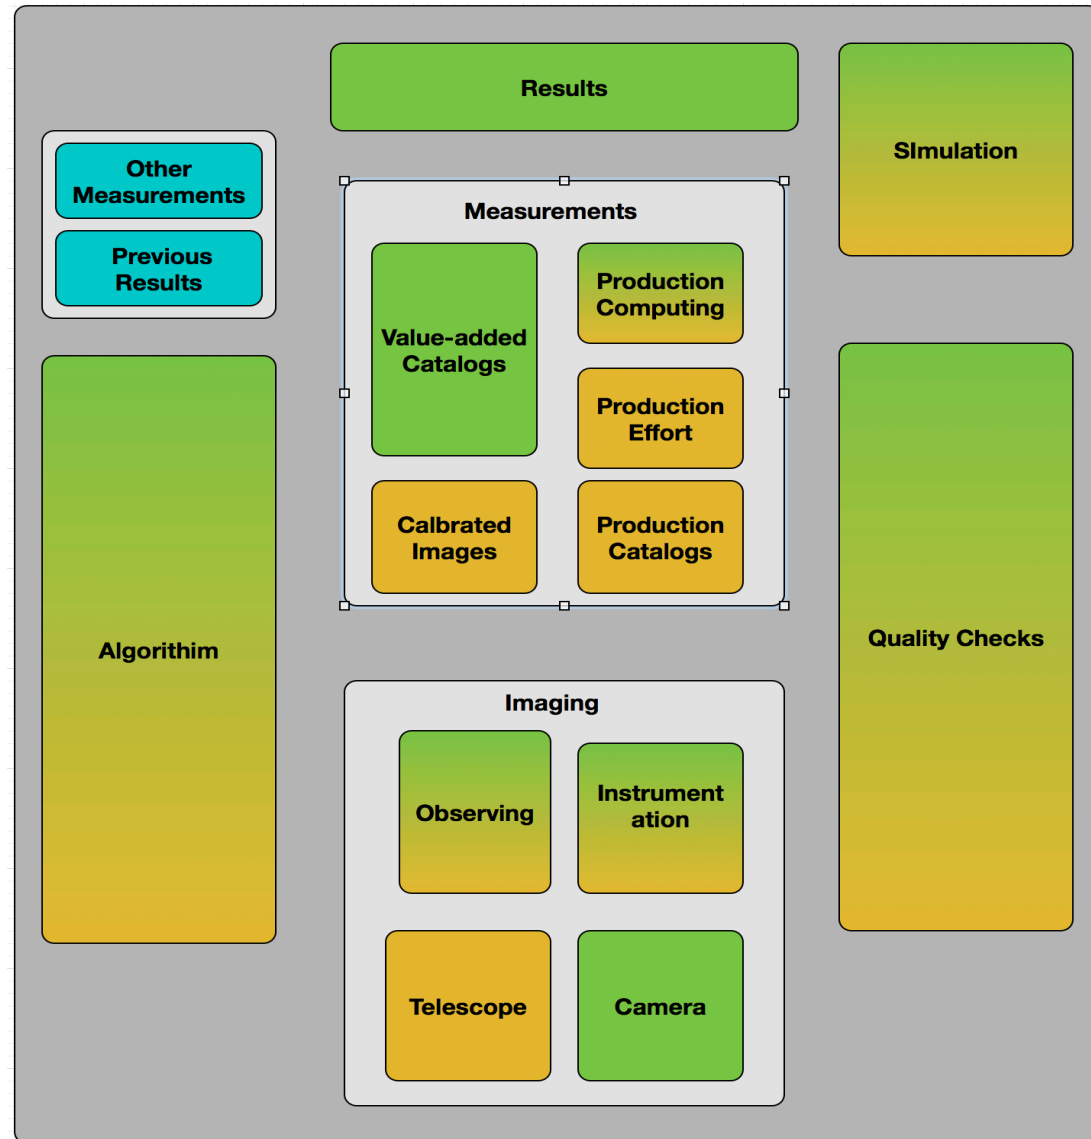 Results
SImulation
Other
Measurements
Previous
Results
Measurements
Value-added
Catalogs
Production
Computing
Production
Effort
Calbrated
Images
Production
Catalogs
Algorithim
Quality Checks
Imaging
Observing
Instrument
ation
Telescope
Camera